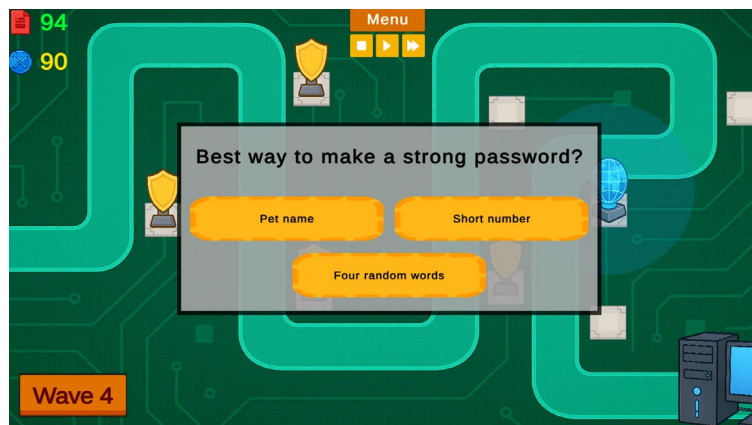 94
Menu
90
Best way to make a strong password?
Pet name
Short number
Four random words
Wave 4